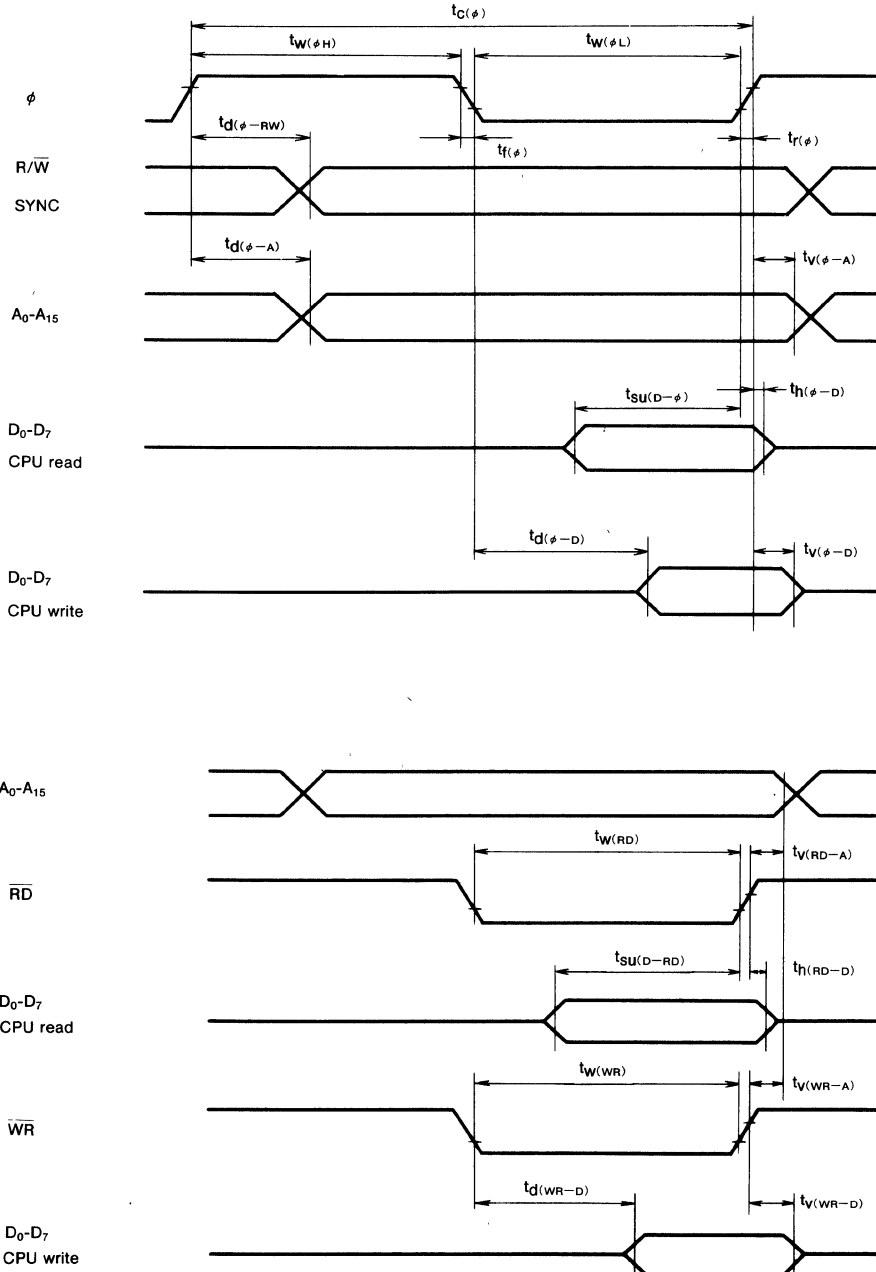 tC(φ)
tW(φH)
tW(φL)
φ
td(φ−RW)
tf(φ)
tr(φ)
R/W̅
SYNC
td(φ−A)
tV(φ−A)
A₀-A₁₅
tsu(D−φ)
th(φ−D)
D₀-D₇
CPU read
td(φ−D)
tV(φ−D)
D₀-D₇
CPU write
A₀-A₁₅
tW(RD)
tV(RD−A)
R̅D̅
tsu(D−RD)
th(RD−D)
D₀-D₇
CPU read
tW(WR)
tV(WR−A)
W̅R̅
td(WR−D)
tV(WR−D)
D₀-D₇
CPU write